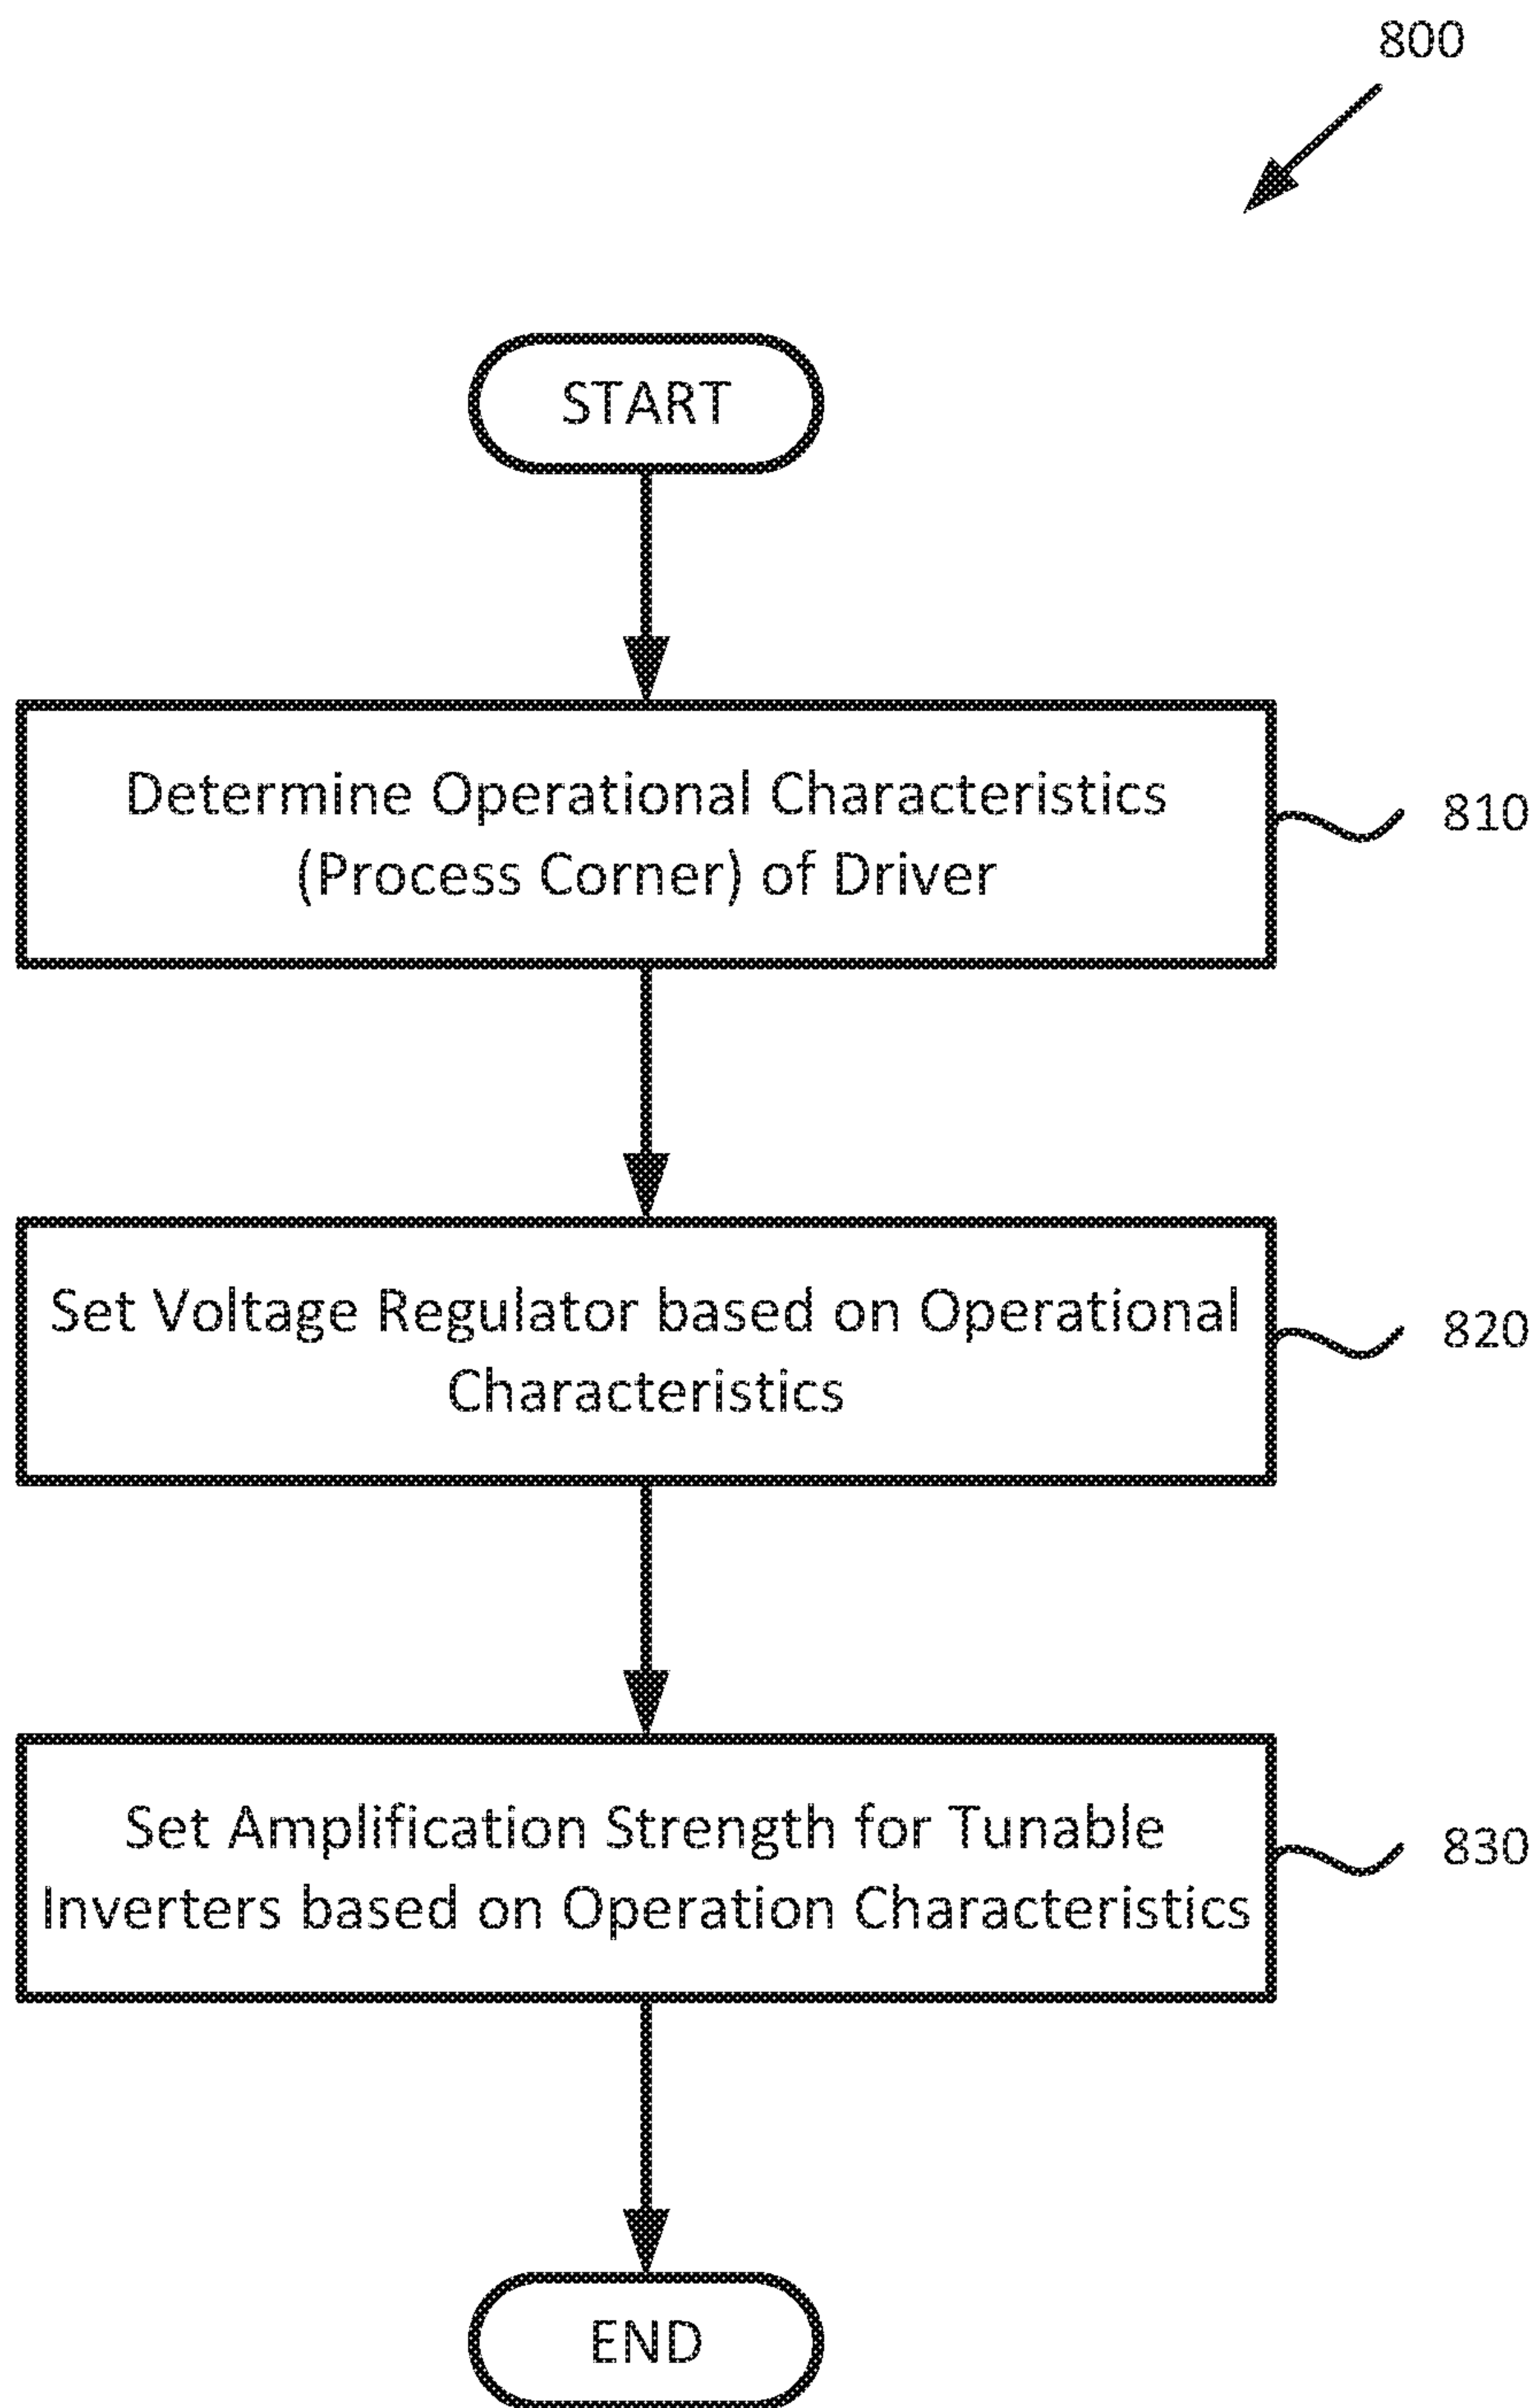 800
START
Determine Operational Characteristics
(Process Corner) of Driver
810
Set Voltage Regulator based on Operational
Characteristics
820
Set Amplification Strength for Tunable
Inverters based on Operation Characteristics
830
END